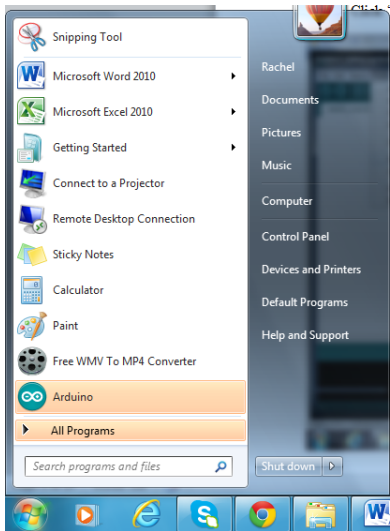 Click
Snipping Tool
Microsoft Word 2010
Microsoft Excel 2010
Getting Started
Connect to a Projector
Remote Desktop Connection
Sticky Notes
Calculator
Paint
Free WMV To MP4 Converter
Arduino
All Programs
Search programs and files
Rachel
Documents
Pictures
Music
Computer
Control Panel
Devices and Printers
Default Programs
Help and Support
Shut down